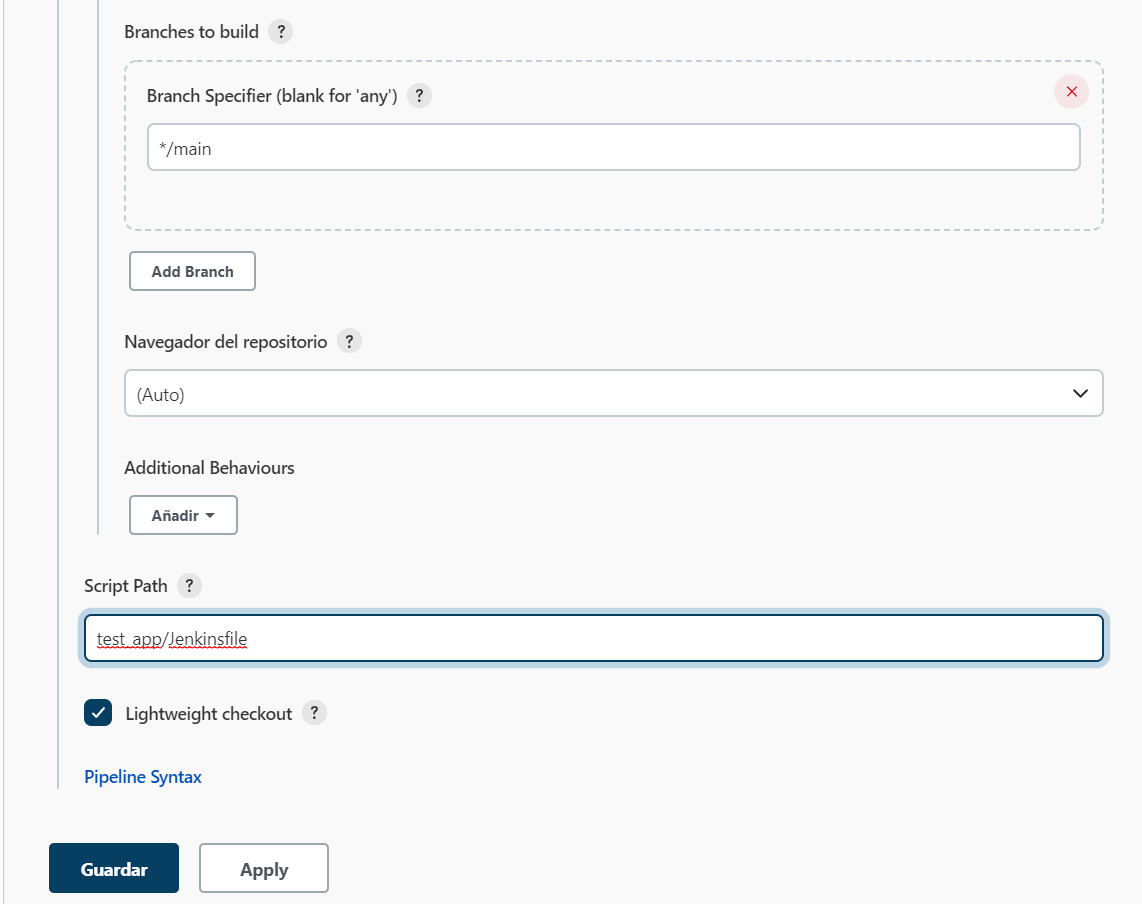 Branches to build ?
Branch Specifier (blank for 'any') ?
*/main
Add Branch
Navegador del repositorio ?
(Auto)
Additional Behaviours
Añadir
Script Path ?
test_app/Jenkinsfile
Lightweight checkout ?
Pipeline Syntax
Guardar Apply